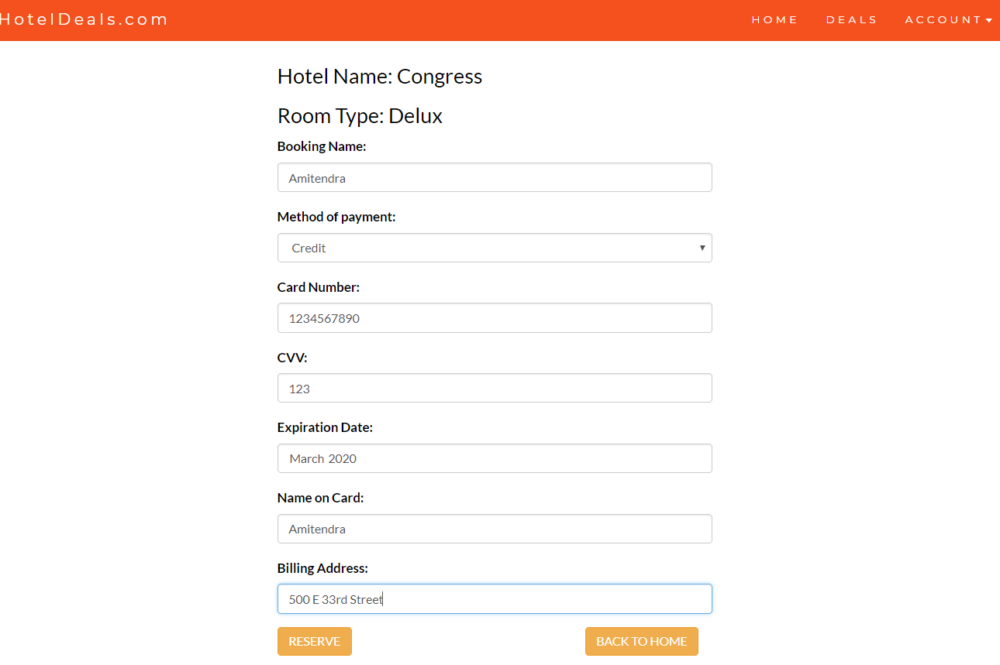 HotelDeals.com HOME DEALS ACCOUNT
Hotel Name: Congress
Room Type: Delux
Booking Name:
Amitendra
Method of payment:
Credit
Card Number:
1234567890
CVV:
123
Expiration Date:
March 2020
Name on Card:
Amitendra
Billing Address:
500 E 33rd Street
RESERVE BACK TO HOME